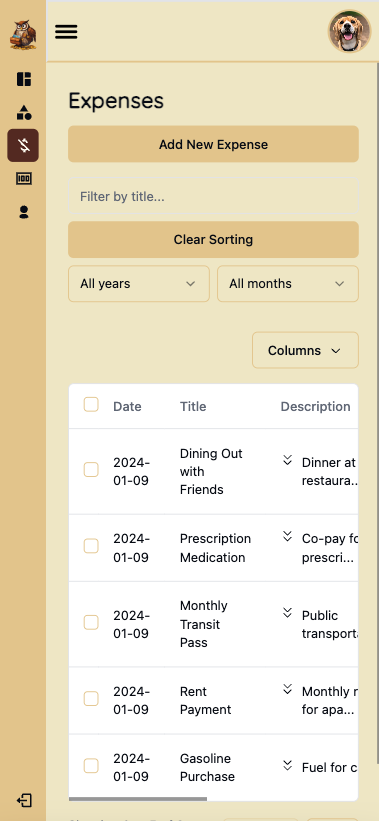 Expenses
Add New Expense
Filter by title...
Clear Sorting
All years All months
Columns
Date Title Description
2024-01-09 Dining Out with Friends Dinner at restaura...
2024-01-09 Prescription Medication Co-pay fo prescri...
2024-01-09 Monthly Transit Pass Public transporta
2024-01-09 Rent Payment Monthly r for apa...
2024-01-09 Gasoline Purchase Fuel for c